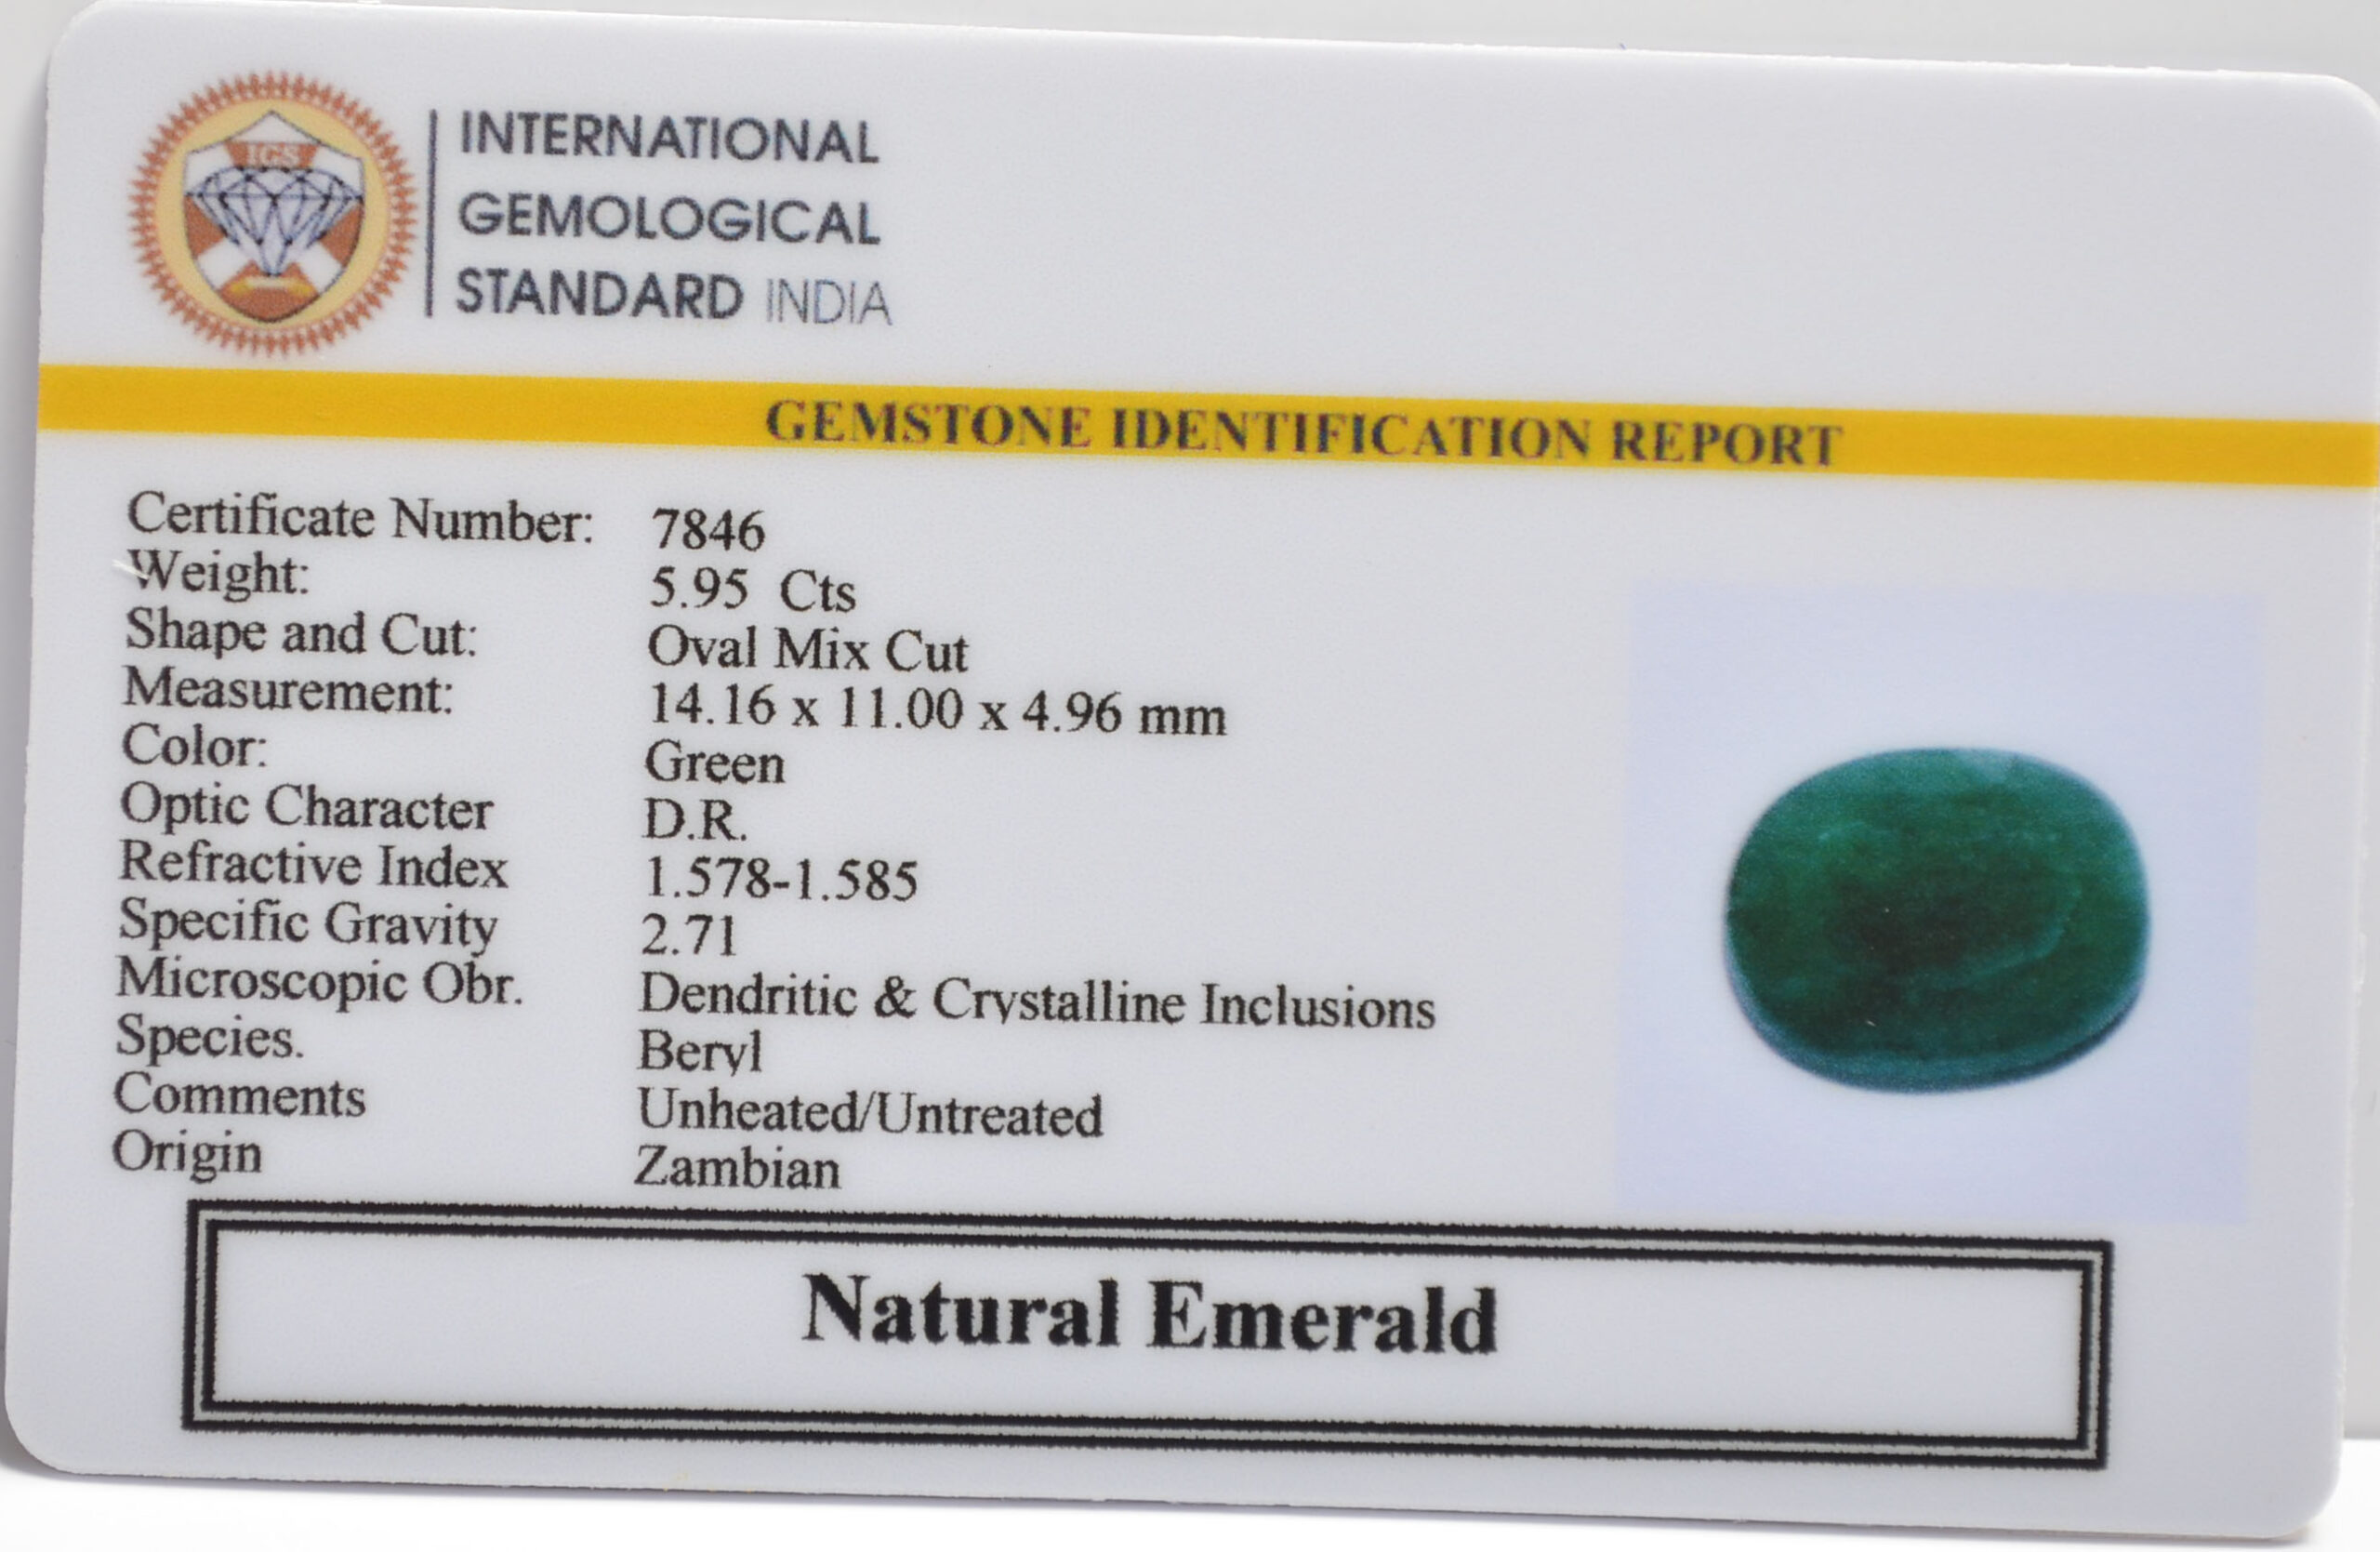 IGS
INTERNATIONAL
GEMOLOGICAL
STANDARD INDIA
GEMSTONE IDENTIFICATION REPORT
Certificate Number: 7846
Weight: 5.95 Cts
Shape and Cut: Oval Mix Cut
Measurement: 14.16 x 11.00 x 4.96 mm
Color: Green
Optic Character D.R.
Refractive Index 1.578-1.585
Specific Gravity 2.71
Microscopic Obr. Dendritic & Crystalline Inclusions
Species. Beryl
Comments Unheated/Untreated
Origin Zambian
Natural Emerald